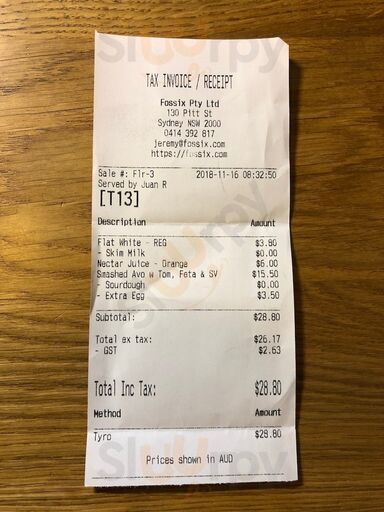 TAX INVOICE / RECEIPT
Fossix Pty Ltd
130 Pitt St
Sydney NSW 2000
0414 392 817
jeremy@fossix.com
https://fossix.com
Sale #: Flr-3 2018-11-16 08:32:50
Served by Juan R
[T13]
Description Amount
Flat White - REG $3.80
- Skim Milk $0.00
Nectar Juice - Orange $6.00
Smashed Avo w Tom, Feta & SV $15.50
- Sourdough $0.00
- Extra Egg $3.50
Subtotal: $28.80
Total ex tax: $26.17
- GST $2.63
Total Inc Tax: $28.80
Method Amount
Tyro $28.80
Prices shown in AUD
Sluurpy
Sluurpy
Sluurpy